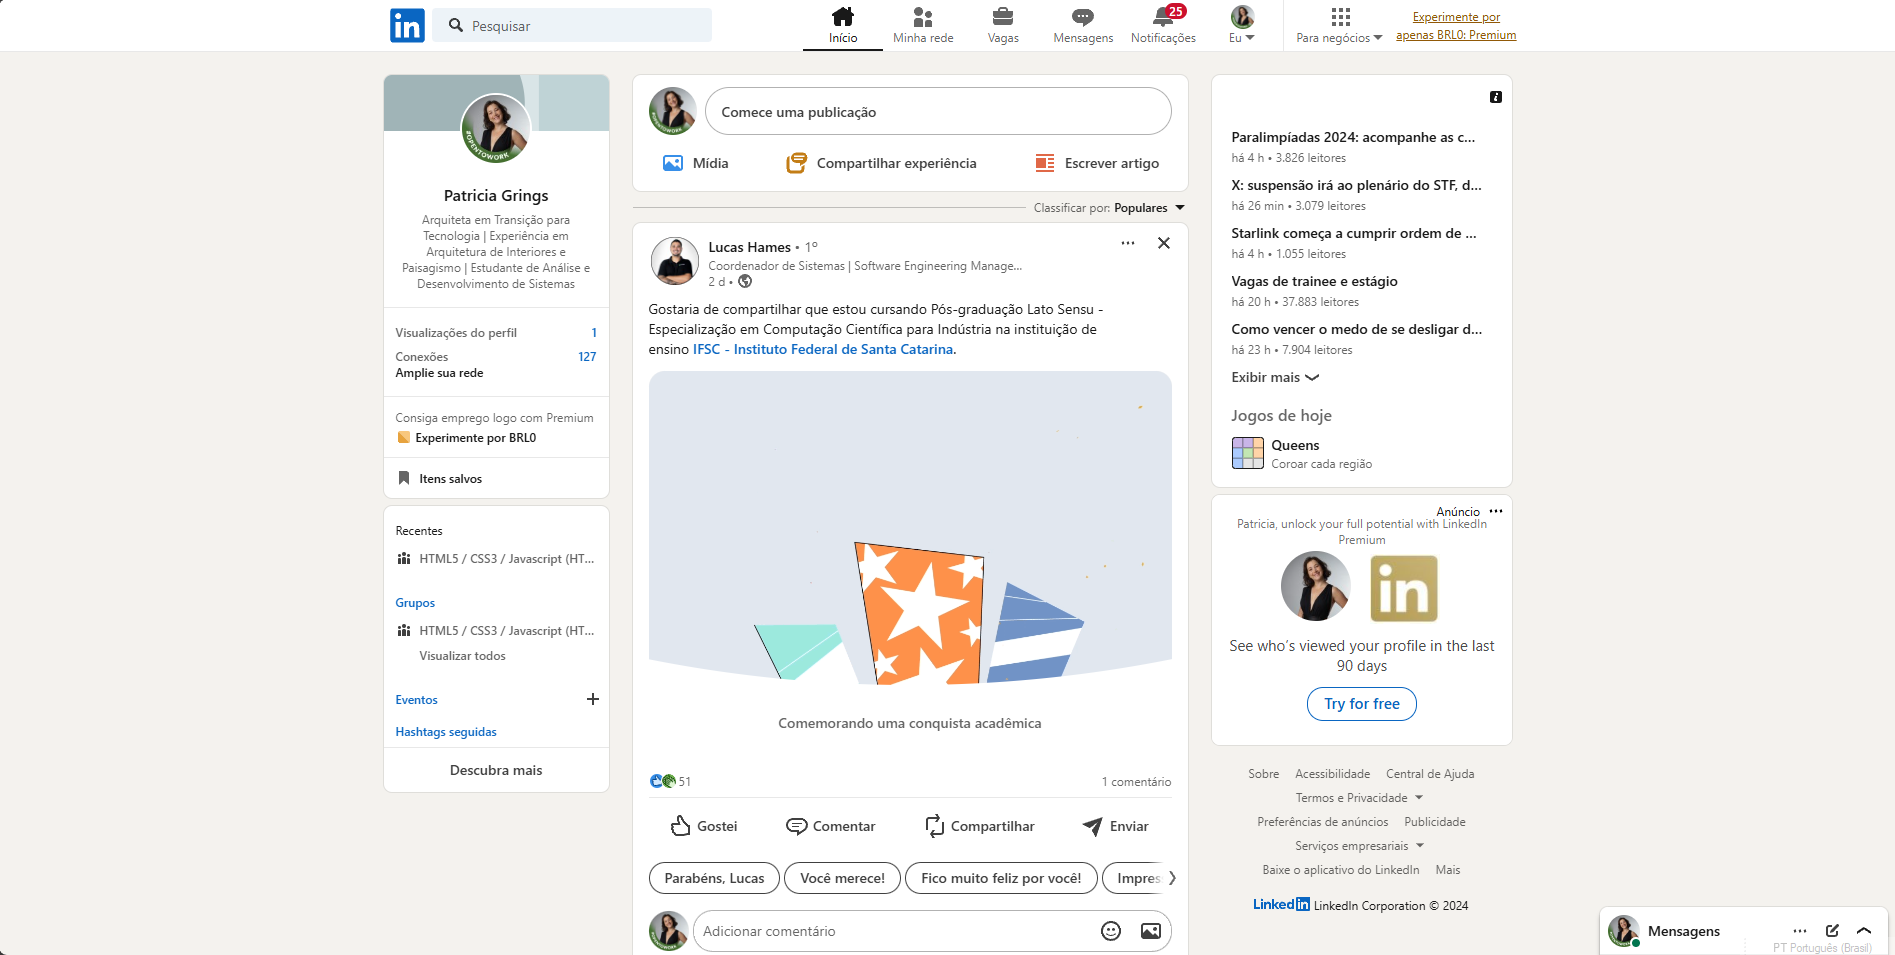 in
Pesquisar
Início
Minha rede
Vagas
Mensagens
25
Notificações
Eu
Para negócios
Experimente por
apenas BRL0: Premium
#OPENTOWORK
Patricia Grings
Arquiteta em Transição para
Tecnologia | Experiência em
Arquitetura de Interiores e
Paisagismo | Estudante de Análise e
Desenvolvimento de Sistemas
Visualizações do perfil 1
Conexões 127
Amplie sua rede
Consiga emprego logo com Premium
Experimente por BRL0
Itens salvos
Recentes
HTML5 / CSS3 / Javascript (HT...
Grupos
HTML5 / CSS3 / Javascript (HT...
Visualizar todos
Eventos
Hashtags seguidas
Descubra mais
Comece uma publicação
Mídia
Compartilhar experiência
Escrever artigo
Classificar por: Populares
Lucas Hames • 1º
Coordenador de Sistemas | Software Engineering Manage...
2 d •
Gostaria de compartilhar que estou cursando Pós-graduação Lato Sensu -
Especialização em Computação Científica para Indústria na instituição de
ensino IFSC - Instituto Federal de Santa Catarina.
Comemorando uma conquista acadêmica
51
1 comentário
Gostei
Comentar
Compartilhar
Enviar
Parabéns, Lucas
Você merece!
Fico muito feliz por você!
Impres
Adicionar comentário
Paralimpíadas 2024: acompanhe as c...
há 4 h • 3.826 leitores
X: suspensão irá ao plenário do STF, d...
há 26 min • 3.079 leitores
Starlink começa a cumprir ordem de ...
há 4 h • 1.055 leitores
Vagas de trainee e estágio
há 20 h • 37.883 leitores
Como vencer o medo de se desligar d...
há 23 h • 7.904 leitores
Exibir mais
Jogos de hoje
Queens
Coroar cada região
Anúncio
Patricia, unlock your full potential with LinkedIn
Premium
in
See who's viewed your profile in the last
90 days
Try for free
Sobre Acessibilidade Central de Ajuda
Termos e Privacidade
Preferências de anúncios Publicidade
Serviços empresariais
Baixe o aplicativo do LinkedIn Mais
LinkedIn LinkedIn Corporation © 2024
Mensagens
PT Português (Brasil)